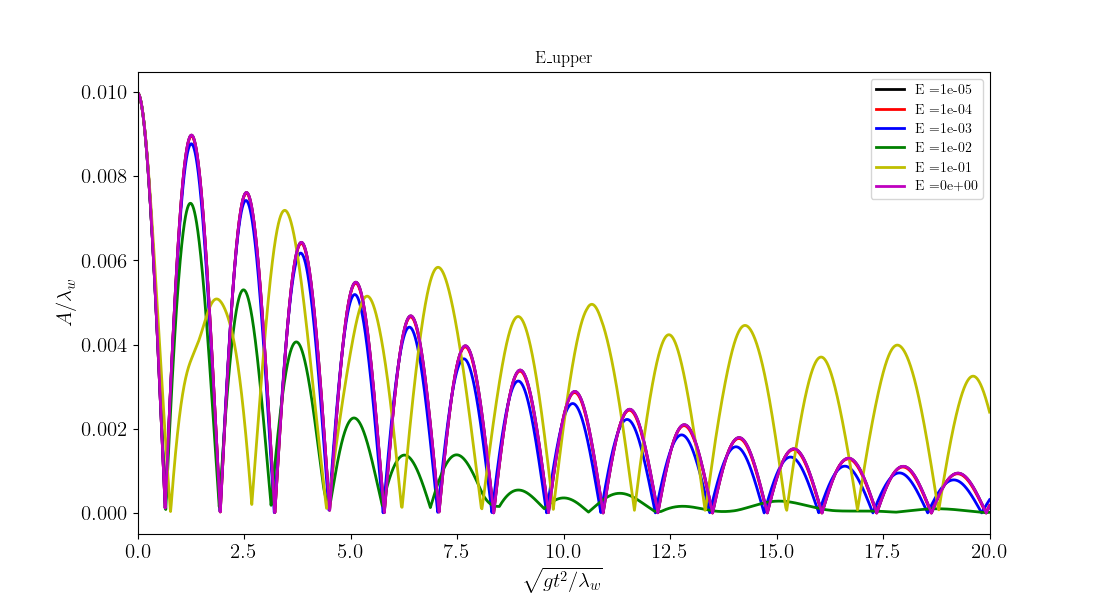 E_upper
0.010
0.008
0.006
0.004
0.002
0.000
A/λ_w
E =1e-05
E =1e-04
E =1e-03
E =1e-02
E =1e-01
E =0e+00
0.0 2.5 5.0 7.5 10.0 12.5 15.0 17.5 20.0
√gt²/λ_w